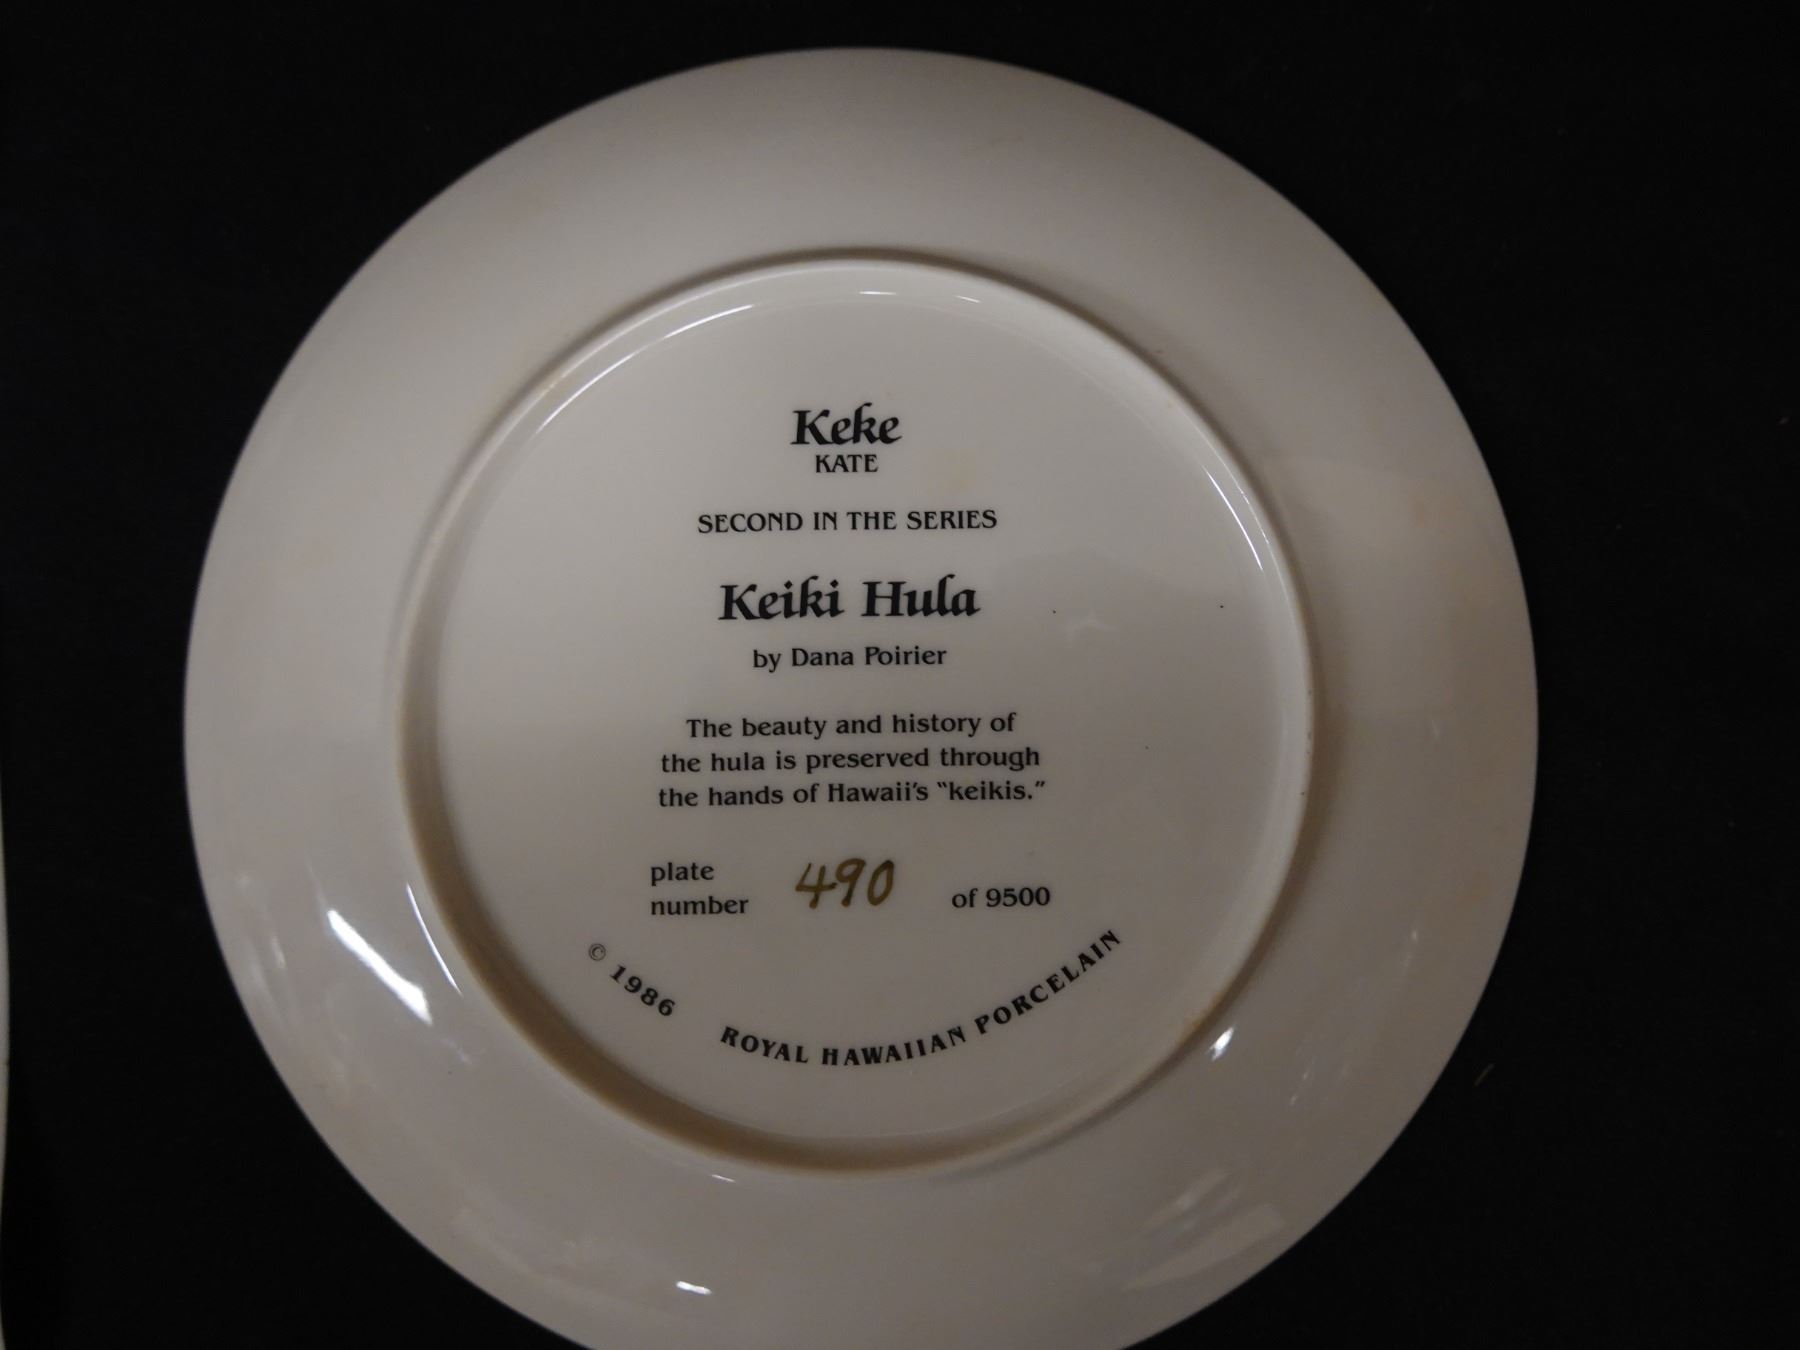 Keke
KATE
SECOND IN THE SERIES
Keiki Hula
by Dana Poirier
The beauty and history of
the hula is preserved through
the hands of Hawaii's "keikis."
plate
number 490 of 9500
© 1986 ROYAL HAWAIIAN PORCELAIN